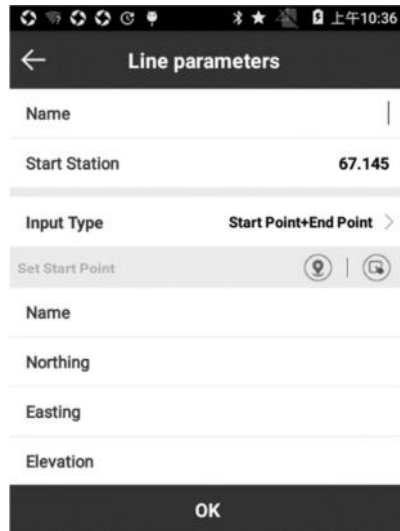 上午10:36
Line parameters
Name
Start Station 67.145
Input Type Start Point+End Point
Set Start Point
Name
Northing
Easting
Elevation
OK